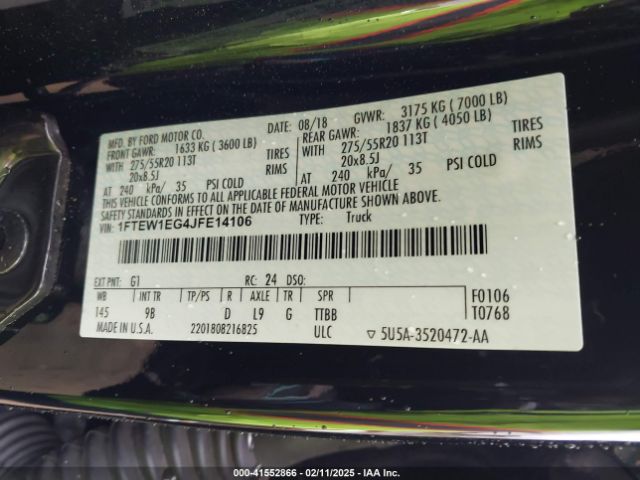 MFD. BY FORD MOTOR CO.
DATE: 08/18 GVWR: 3175 KG ( 7000 LB)
FRONT GAWR: 1633 KG ( 3600 LB) REAR GAWR: 1837 KG ( 4050 LB)
WITH 275/55R20 113T TIRES WITH 275/55R20 113T TIRES
20x8.5J RIMS 20x8.5J RIMS
AT 240 kPa/ 35 PSI COLD AT 240 kPa/ 35 PSI COLD
THIS VEHICLE CONFORMS TO ALL APPLICABLE FEDERAL MOTOR VEHICLE
SAFETY STANDARDS IN EFFECT ON THE DATE OF MANUFACTURE SHOWN ABOVE.
VIN: 1FTEW1EG4JFE14106 TYPE: Truck
EXT PNT: G1 RC: 24 DSO:
WB INT TR TP/PS R AXLE TR SPR F0106
145 9B D L9 G TTBB T0768
MADE IN U.S.A. 2201808216825 ULC ▽ 5U5A-3520472-AA
000-41552866 - 02/11/2025 - IAA Inc.